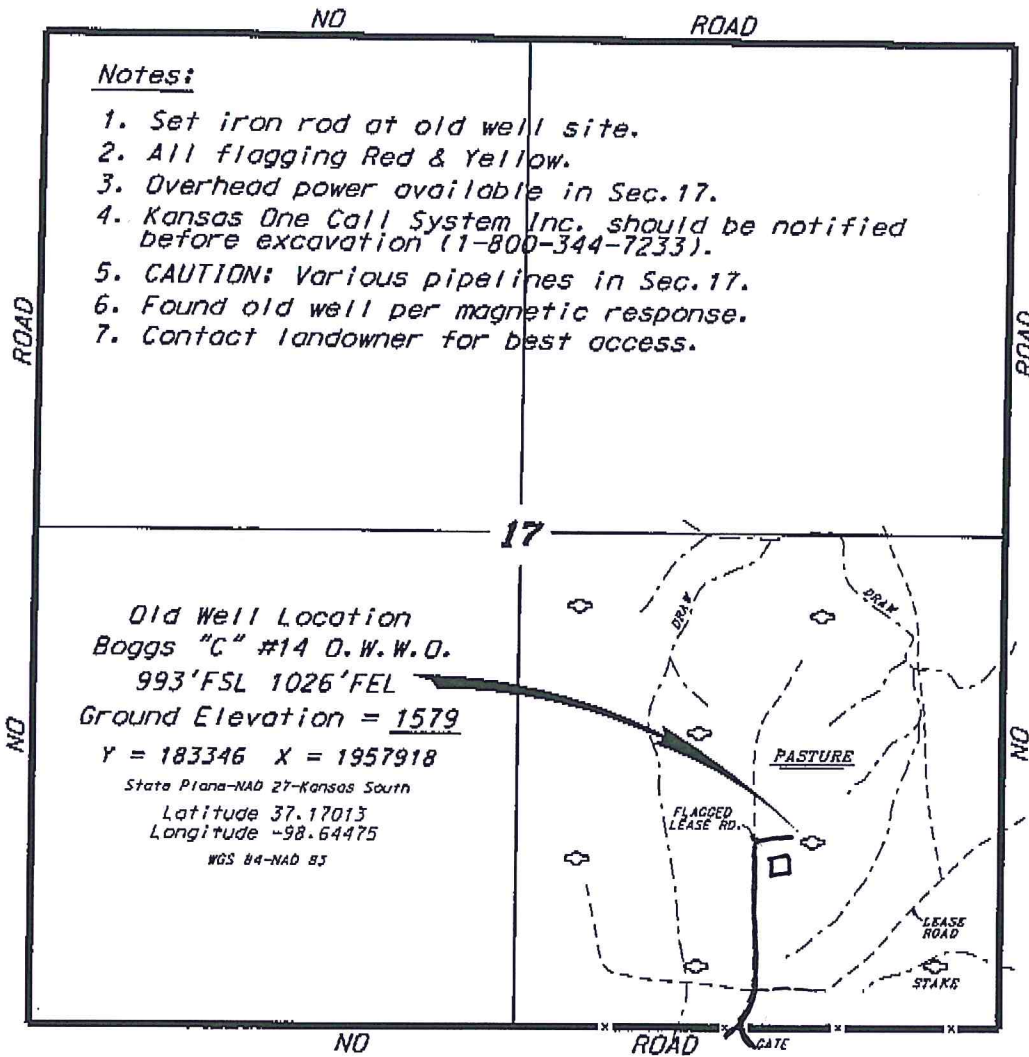 NO ROAD
Notes:
1. Set iron rod at old well site.
2. All flagging Red & Yellow.
3. Overhead power available in Sec.17.
4. Kansas One Call System Inc. should be notified
before excavation (1-800-344-7233).
5. CAUTION: Various pipelines in Sec.17.
6. Found old well per magnetic response.
7. Contact landowner for best access.
ROAD
ROAD
17
Old Well Location
Boggs "C" #14 O.W.W.O.
993'FSL 1026'FEL
Ground Elevation = 1579
Y = 183346 X = 1957918
State Plane-NAD 27-Kansas South
Latitude 37.17013
Longitude -98.64475
WGS 84-NAD 83
DRAW
DRAW
PASTURE
FLAGGED
LEASE RD.
LEASE
ROAD
STAKE
NO
NO
x x x x
NO ROAD
GATE